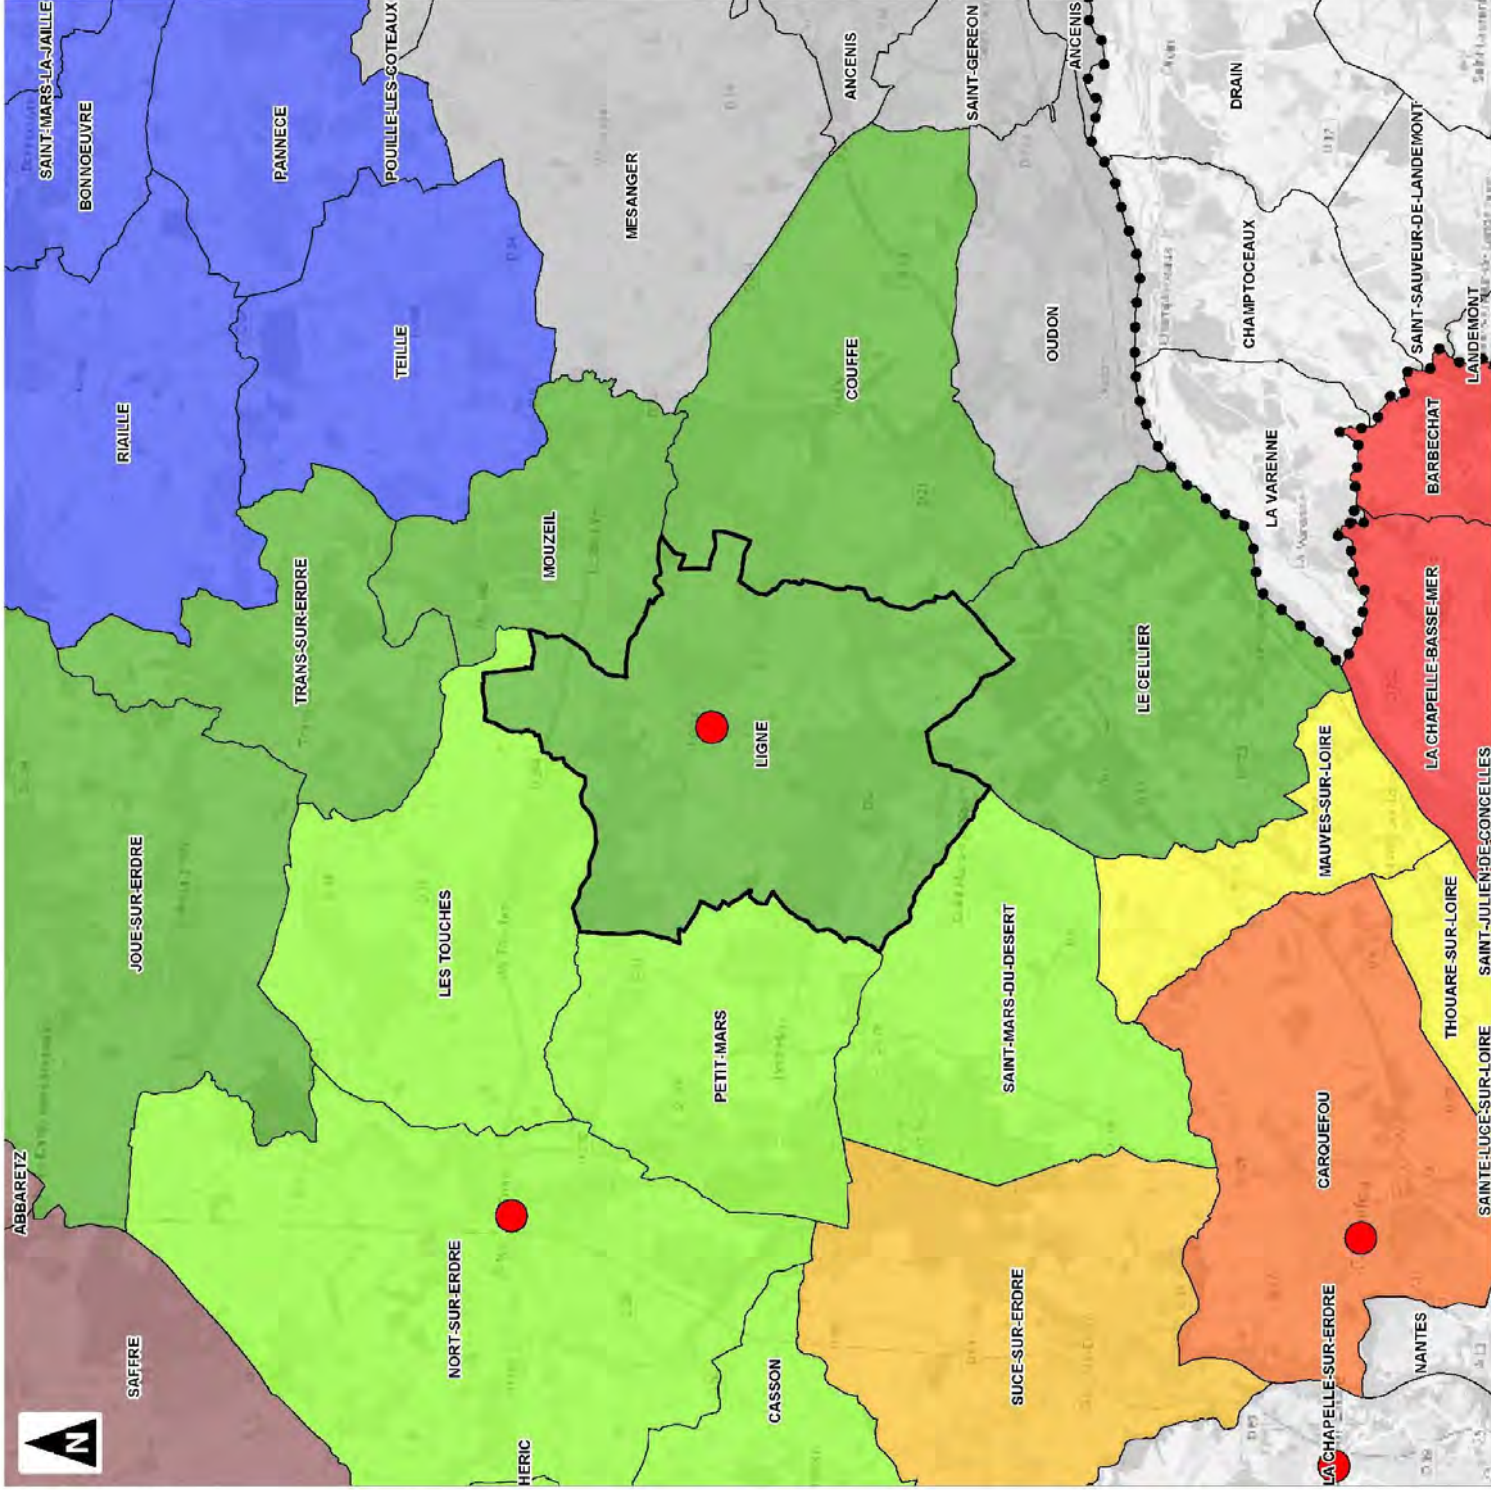 SAFFRE
ABBARETZ
JOUE-SUR-ERDRE
RIAILLE
BONNOEUVRE
SAINT-MARS-LA-JAILLE
N
NORT-SUR-ERDRE
LES TOUCHES
TRANS-SUR-ERDRE
TEILLE
PANNECE
POUILLE-LES-COTEAUX
HERIC
MOUZEIL
MESANGER
CASSON
PETIT-MARS
LIGNE
COUFFE
ANCENIS
SUCE-SUR-ERDRE
SAINT-MARS-DU-DESERT
LE CELLIER
OUDON
SAINT-GEREON
ANCENIS
LA CHAPELLE-SUR-ERDRE
CARQUEFOU
MAUVES-SUR-LOIRE
LA VARENNE
CHAMPTOCEAUX
DRAIN
NANTES
THOUARE-SUR-LOIRE
LA CHAPELLE-BASSE-MER
BARBECHAT
SAINT-SAUVEUR-DE-LANDEMONT
SAINTE-LUCE-SUR-LOIRE
SAINT-JULIEN-DE-CONCELLES
LANDEMONT